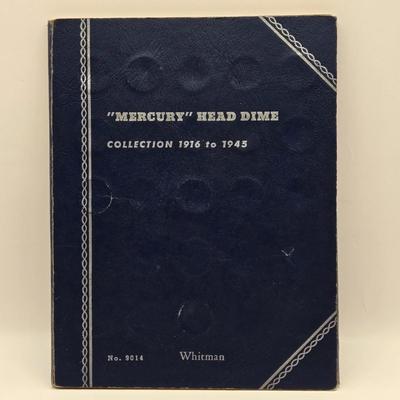 "MERCURY" HEAD DIME
COLLECTION 1916 to 1945
No. 9014 Whitman